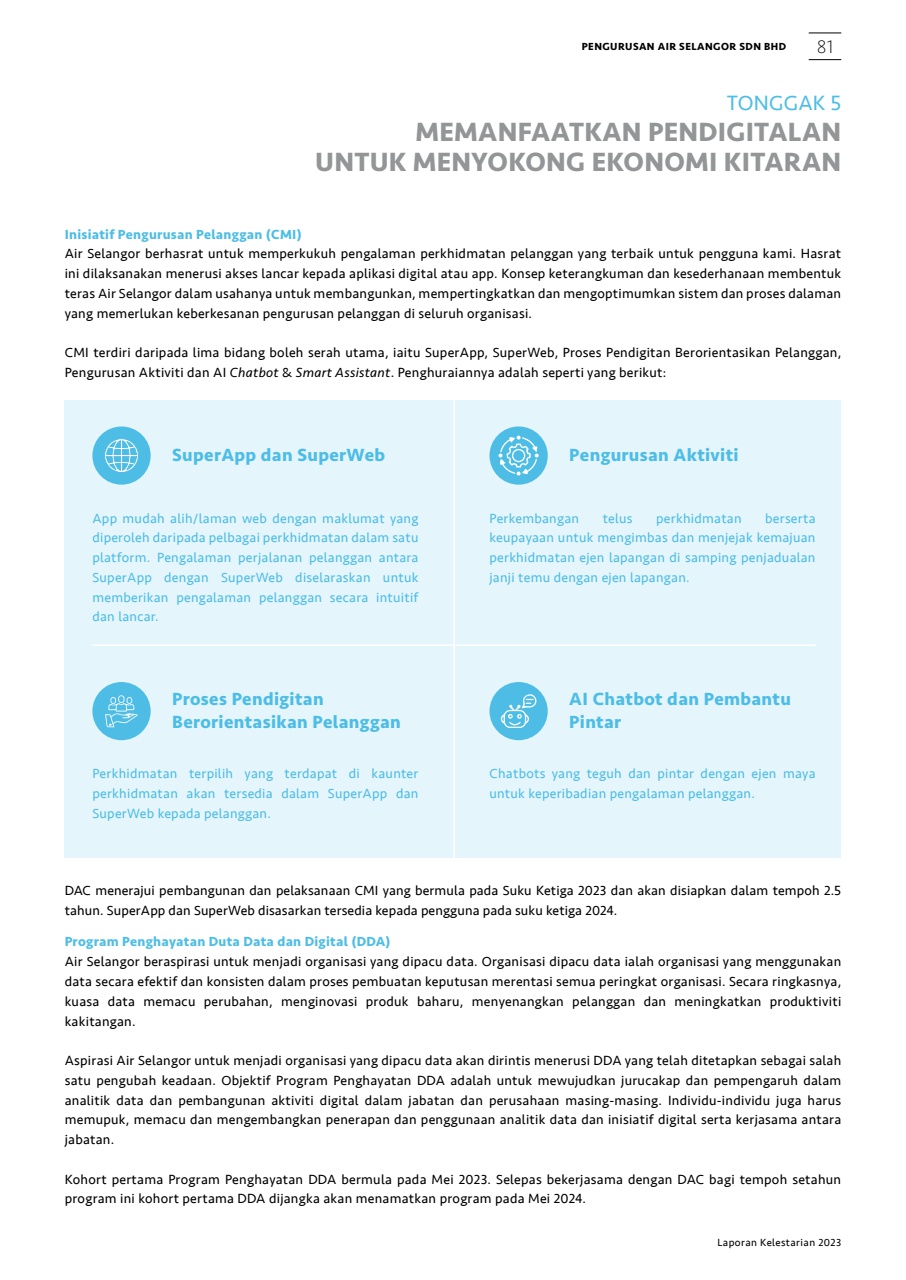 PENGURUSAN AIR SELANGOR SDN BHD
81
TONGGAK 5
MEMANFAATKAN PENDIGITALAN
UNTUK MENYOKONG EKONOMI KITARAN
Inisiatif Pengurusan Pelanggan (CMI)
Air Selangor berhasrat untuk memperkukuh pengalaman perkhidmatan pelanggan yang terbaik untuk pengguna kami. Hasrat
ini dilaksanakan menerusi akses lancar kepada aplikasi digital atau app. Konsep keterangkuman dan kesederhanaan membentuk
teras Air Selangor dalam usahanya untuk membangunkan, mempertingkatkan dan mengoptimumkan sistem dan proses dalaman
yang memerlukan keberkesanan pengurusan pelanggan di seluruh organisasi.
CMI terdiri daripada lima bidang boleh serah utama, iaitu SuperApp, SuperWeb, Proses Pendigitan Berorientasikan Pelanggan,
Pengurusan Aktiviti dan AI Chatbot & Smart Assistant. Penghuraiannya adalah seperti yang berikut:
SuperApp dan SuperWeb
App mudah alih/laman web dengan maklumat yang
diperoleh daripada pelbagai perkhidmatan dalam satu
platform. Pengalaman perjalanan pelanggan antara
SuperApp dengan SuperWeb diselaraskan untuk
memberikan pengalaman pelanggan secara intuitif
dan lancar.
Pengurusan Aktiviti
Perkembangan telus perkhidmatan berserta
keupayaan untuk mengimbas dan menjejak kemajuan
perkhidmatan ejen lapangan di samping penjadualan
janji temu dengan ejen lapangan.
Proses Pendigitan
Berorientasikan Pelanggan
Perkhidmatan terpilih yang terdapat di kaunter
perkhidmatan akan tersedia dalam SuperApp dan
SuperWeb kepada pelanggan.
AI Chatbot dan Pembantu
Pintar
Chatbots yang teguh dan pintar dengan ejen maya
untuk keperibadian pengalaman pelanggan.
DAC menerajui pembangunan dan pelaksanaan CMI yang bermula pada Suku Ketiga 2023 dan akan disiapkan dalam tempoh 2.5
tahun. SuperApp dan SuperWeb disasarkan tersedia kepada pengguna pada suku ketiga 2024.
Program Penghayatan Duta Data dan Digital (DDA)
Air Selangor beraspirasi untuk menjadi organisasi yang dipacu data. Organisasi dipacu data ialah organisasi yang menggunakan
data secara efektif dan konsisten dalam proses pembuatan keputusan merentasi semua peringkat organisasi. Secara ringkasnya,
kuasa data memacu perubahan, menginovasi produk baharu, menyenangkan pelanggan dan meningkatkan produktiviti
kakitangan.
Aspirasi Air Selangor untuk menjadi organisasi yang dipacu data akan dirintis menerusi DDA yang telah ditetapkan sebagai salah
satu pengubah keadaan. Objektif Program Penghayatan DDA adalah untuk mewujudkan jurucakap dan pempengaruh dalam
analitik data dan pembangunan aktiviti digital dalam jabatan dan perusahaan masing-masing. Individu-individu juga harus
memupuk, memacu dan mengembangkan penerapan dan penggunaan analitik data dan inisiatif digital serta kerjasama antara
jabatan.
Kohort pertama Program Penghayatan DDA bermula pada Mei 2023. Selepas bekerjasama dengan DAC bagi tempoh setahun
program ini kohort pertama DDA dijangka akan menamatkan program pada Mei 2024.
Laporan Kelestarian 2023